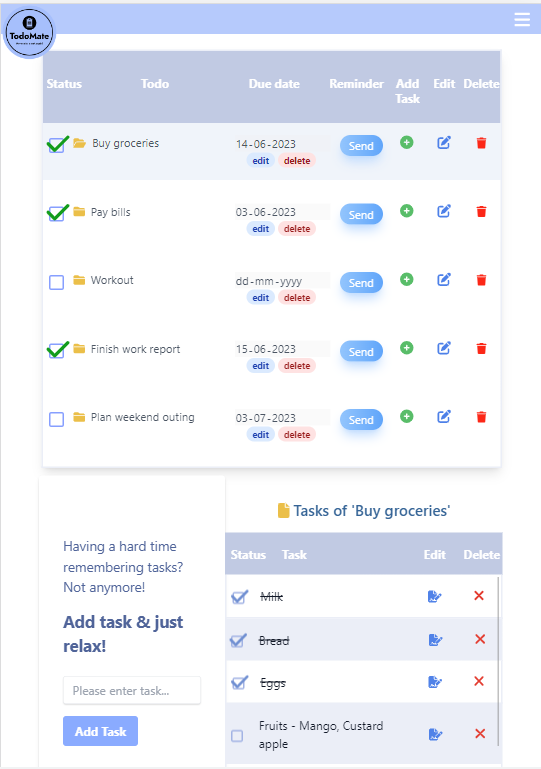 TodoMate
Status Todo Due date Reminder Add Task Edit Delete
Buy groceries 14-06-2023 Send
edit delete
Pay bills 03-06-2023 Send
edit delete
Workout dd-mm-yyyy Send
edit delete
Finish work report 15-06-2023 Send
edit delete
Plan weekend outing 03-07-2023 Send
edit delete
Having a hard time
remembering tasks?
Not anymore!
Add task & just
relax!
Please enter task...
Add Task
Tasks of 'Buy groceries'
Status Task Edit Delete
Milk
Bread
Eggs
Fruits - Mango, Custard
apple